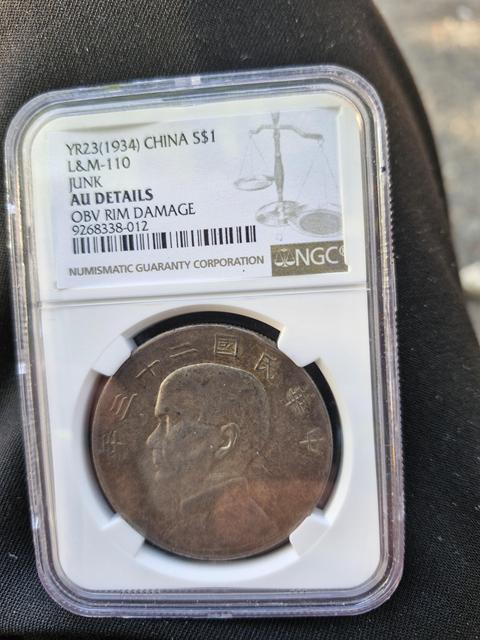 YR23(1934) CHINA S$1
L&M-110
JUNK
AU DETAILS
OBV RIM DAMAGE
9268338-012
NUMISMATIC GUARANTY CORPORATION
NGC
年三十二國民華中